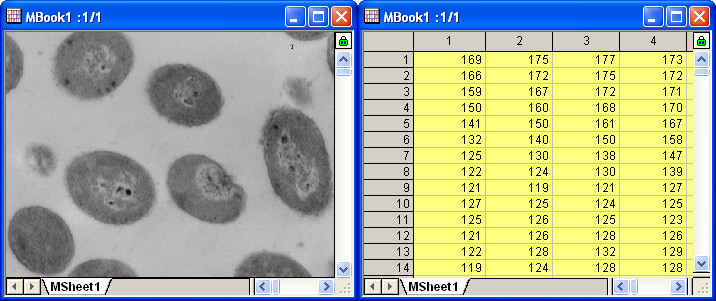 MBook1 :1/1
T
MSheet1
MBook1 :1/1
1 2 3 4
1 169 175 177 173
2 166 172 175 172
3 159 167 172 171
4 150 160 168 170
5 141 150 161 167
6 132 140 150 158
7 125 130 138 147
8 122 124 130 139
9 121 119 121 127
10 127 125 124 125
11 125 126 125 123
12 121 126 128 126
13 122 128 132 129
14 119 124 128 128
MSheet1